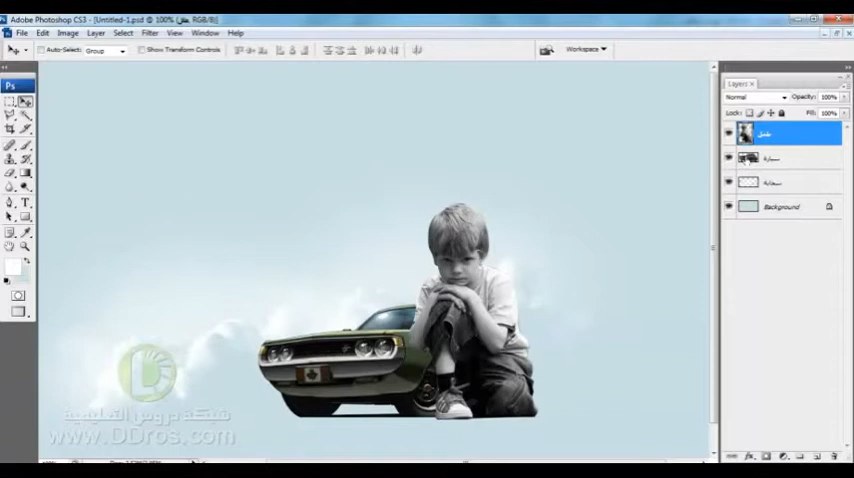 Adobe Photoshop CS3 - [Untitled-1.psd @ 100% (طفل, RGB/8)]
File Edit Image Layer Select Filter View Window Help
Auto-Select: Group Show Transform Controls Workspace
Ps
Layers ×
Normal Opacity: 100%
Lock: Fill: 100%
طفل
سيارة
سحابة
Background
D
شبكة دروس التعليمية
www.DDros.com